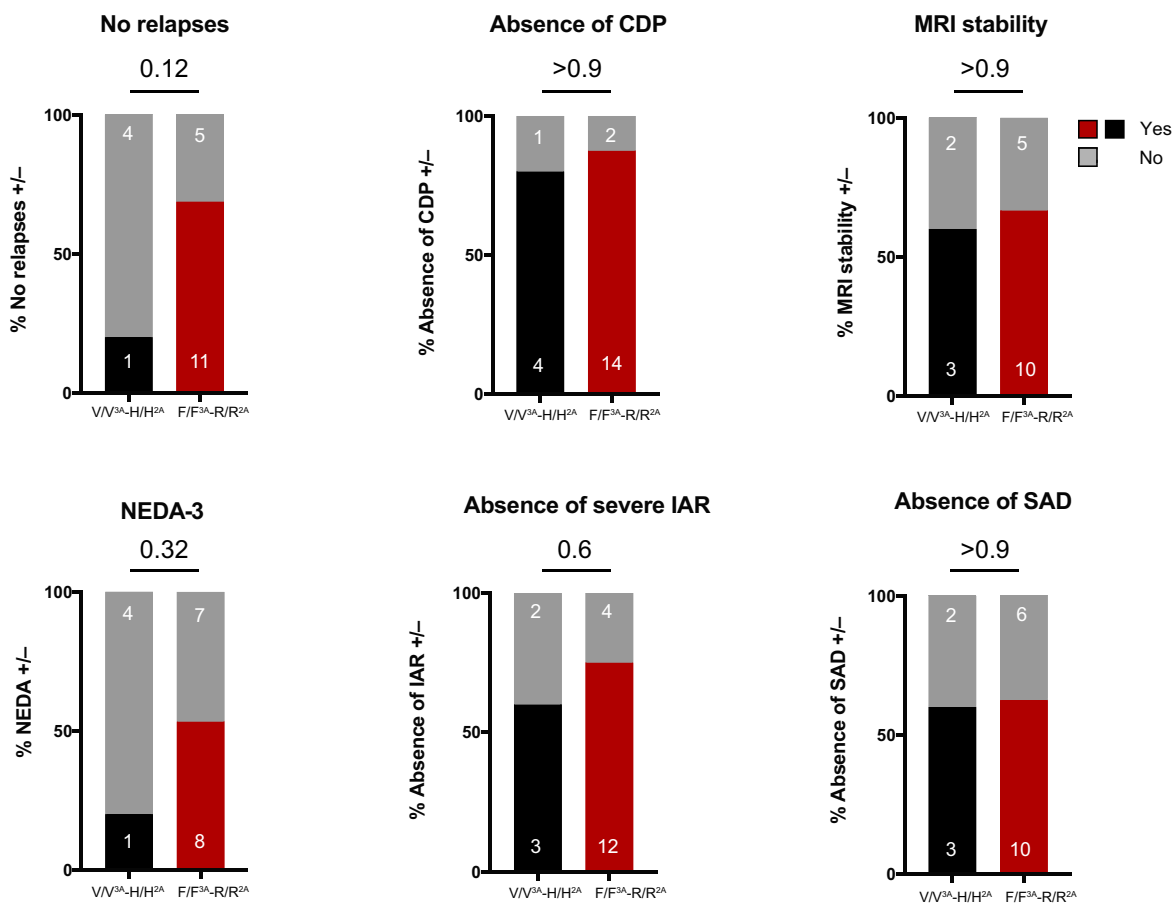 No relapses
0.12
% No relapses +/–
100
50
0
4
5
1
11
V/V³ᴬ-H/H²ᴬ F/F³ᴬ-R/R²ᴬ
Absence of CDP
>0.9
% Absence of CDP +/–
100
50
0
1
2
4
14
V/V³ᴬ-H/H²ᴬ F/F³ᴬ-R/R²ᴬ
MRI stability
>0.9
% MRI stability +/–
100
50
0
2
5
3
10
V/V³ᴬ-H/H²ᴬ F/F³ᴬ-R/R²ᴬ
Yes
No
NEDA-3
0.32
% NEDA +/–
100
50
0
4
7
1
8
V/V³ᴬ-H/H²ᴬ F/F³ᴬ-R/R²ᴬ
Absence of severe IAR
0.6
% Absence of IAR +/–
100
50
0
2
4
3
12
V/V³ᴬ-H/H²ᴬ F/F³ᴬ-R/R²ᴬ
Absence of SAD
>0.9
% Absence of SAD +/–
100
50
0
2
6
3
10
V/V³ᴬ-H/H²ᴬ F/F³ᴬ-R/R²ᴬ